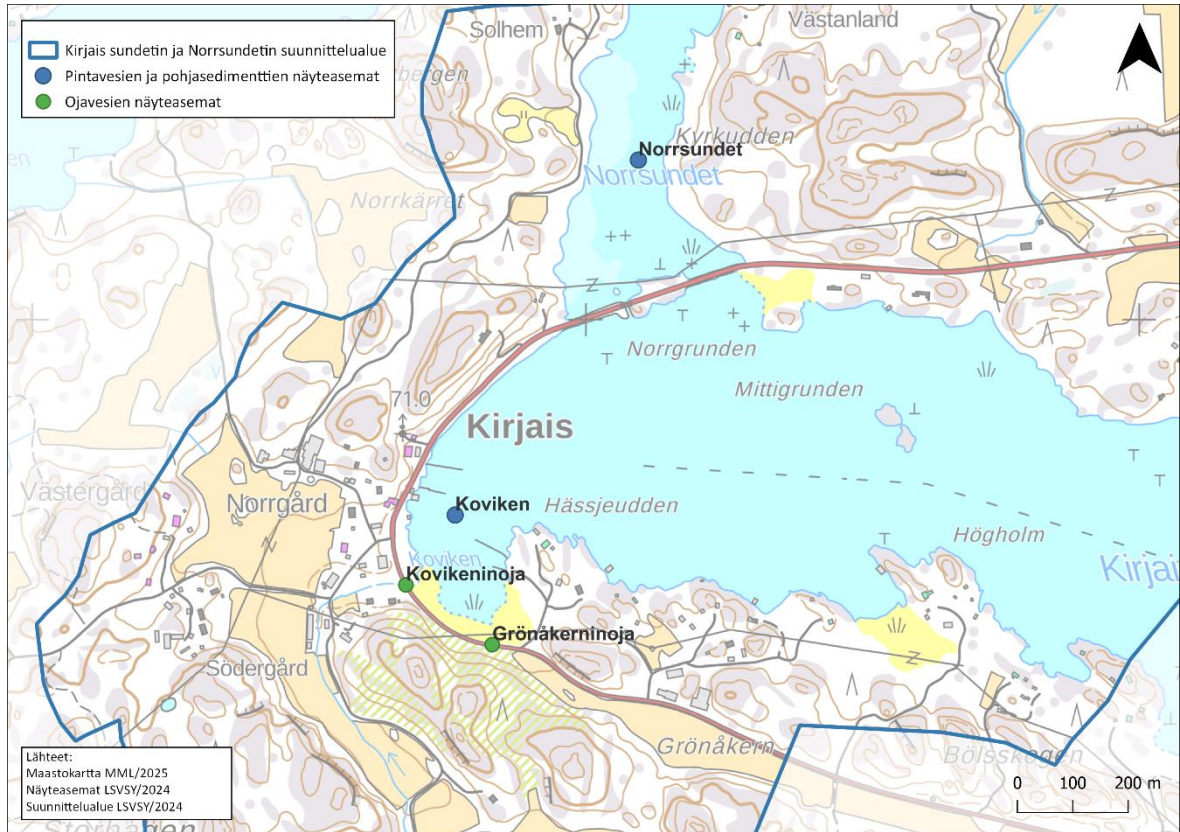 Kirjais sundetin ja Norrsundetin suunnittelualue
Pintavesien ja pohjasedimenttien näyteasemat
Ojavesien näyteasemat
Solhem
Västanland
Kyrkudden
Norrsundet
Norrsundet
Norrkärret
Norrgrunden
Mittigrunden
71.0
Kirjais
Västergård
Norrgård
Koviken
Hässjeudden
Högholm
Koviken
Kovikeninoja
Kirjai
Grönåkerninoja
Södergård
Grönåkern
Bölsskogen
Lähteet:
Maastokartta MML/2025
Näyteasemat LSVSY/2024
Suunnittelualue LSVSY/2024
0 100 200 m
Storhagen